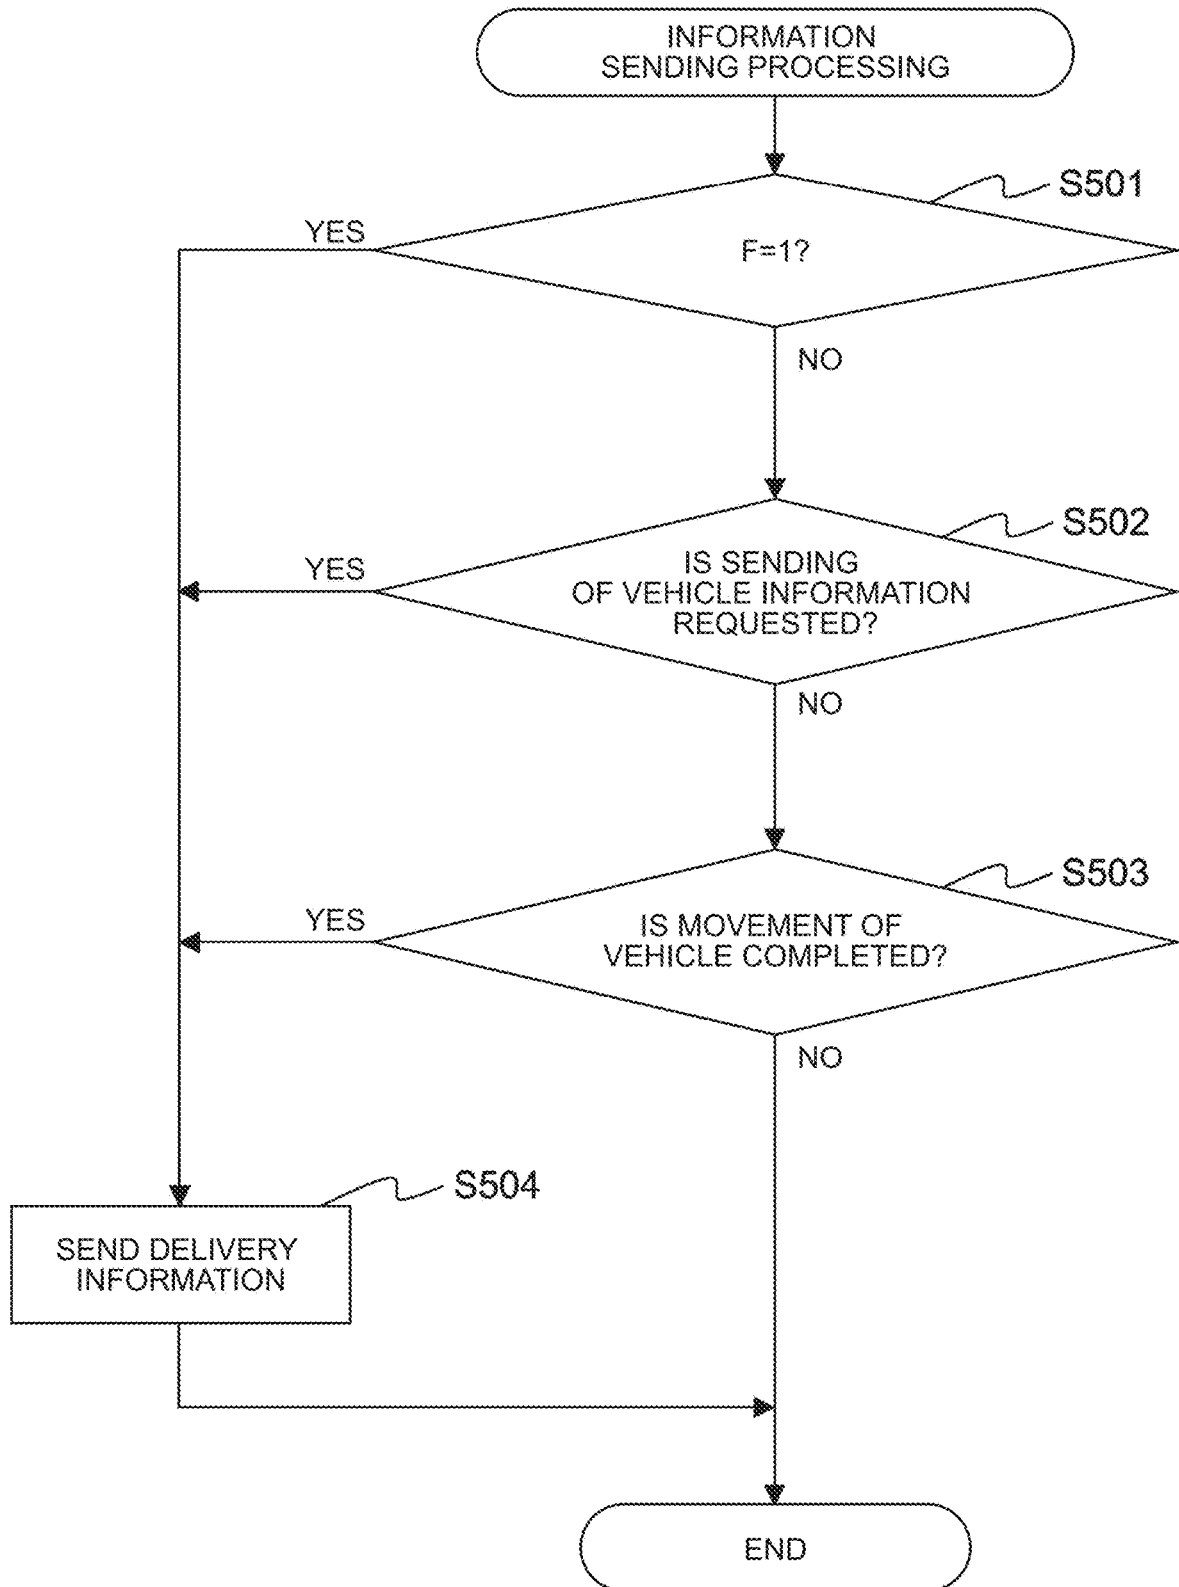 INFORMATION
SENDING PROCESSING
S501
YES
F=1?
NO
S502
YES
IS SENDING
OF VEHICLE INFORMATION
REQUESTED?
NO
S503
YES
IS MOVEMENT OF
VEHICLE COMPLETED?
NO
S504
SEND DELIVERY
INFORMATION
END